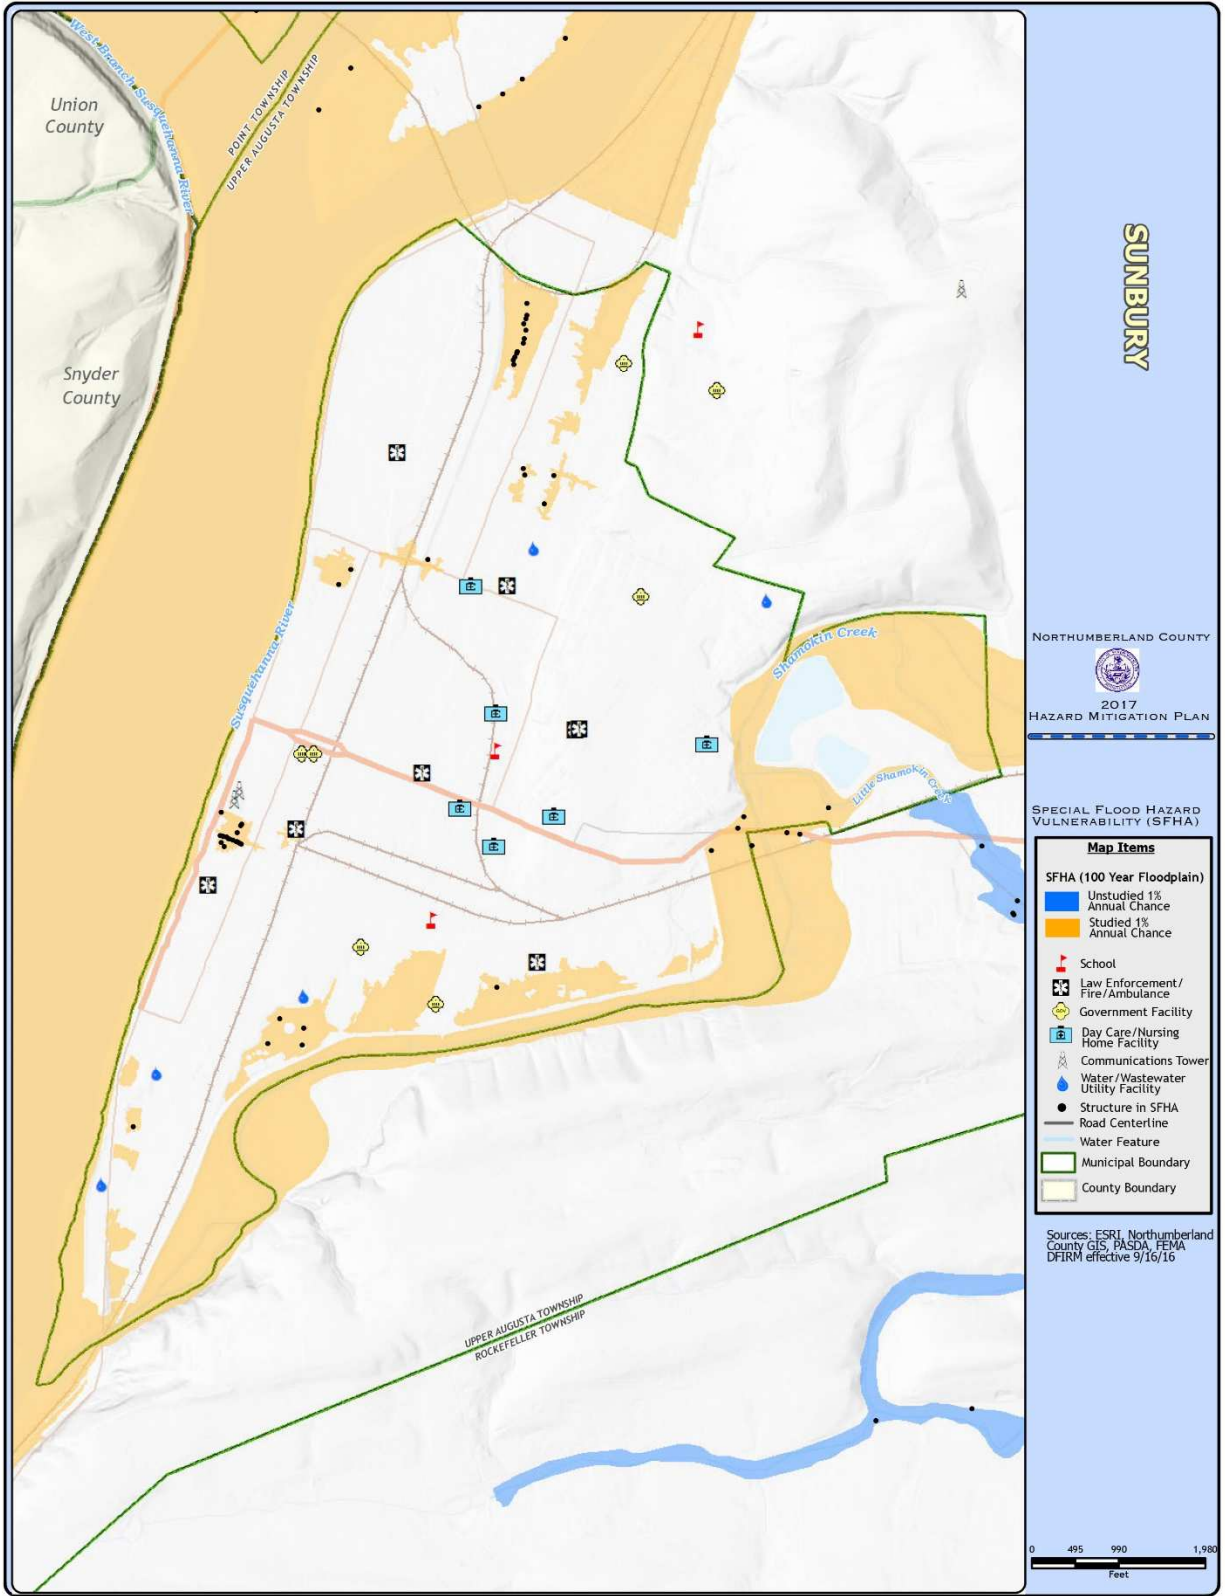 West Branch Susquehanna River
Union
County
POINT TOWNSHIP
UPPER AUGUSTA TOWNSHIP
Snyder
County
Susquehanna River
Shamokin Creek
Little Shamokin Creek
UPPER AUGUSTA TOWNSHIP
ROCKEFELLER TOWNSHIP
SUNBURY
NORTHUMBERLAND COUNTY
2017
HAZARD MITIGATION PLAN
SPECIAL FLOOD HAZARD
VULNERABILITY (SFHA)
Map Items
SFHA (100 Year Floodplain)
Unstudied 1%
Annual Chance
Studied 1%
Annual Chance
School
Law Enforcement/
Fire/Ambulance
Government Facility
Day Care/Nursing
Home Facility
Communications Tower
Water/Wastewater
Utility Facility
Structure in SFHA
Road Centerline
Water Feature
Municipal Boundary
County Boundary
Sources: ESRI, Northumberland
County GIS, PASDA, FEMA
DFIRM effective 9/16/16
0 495 990 1,980
Feet